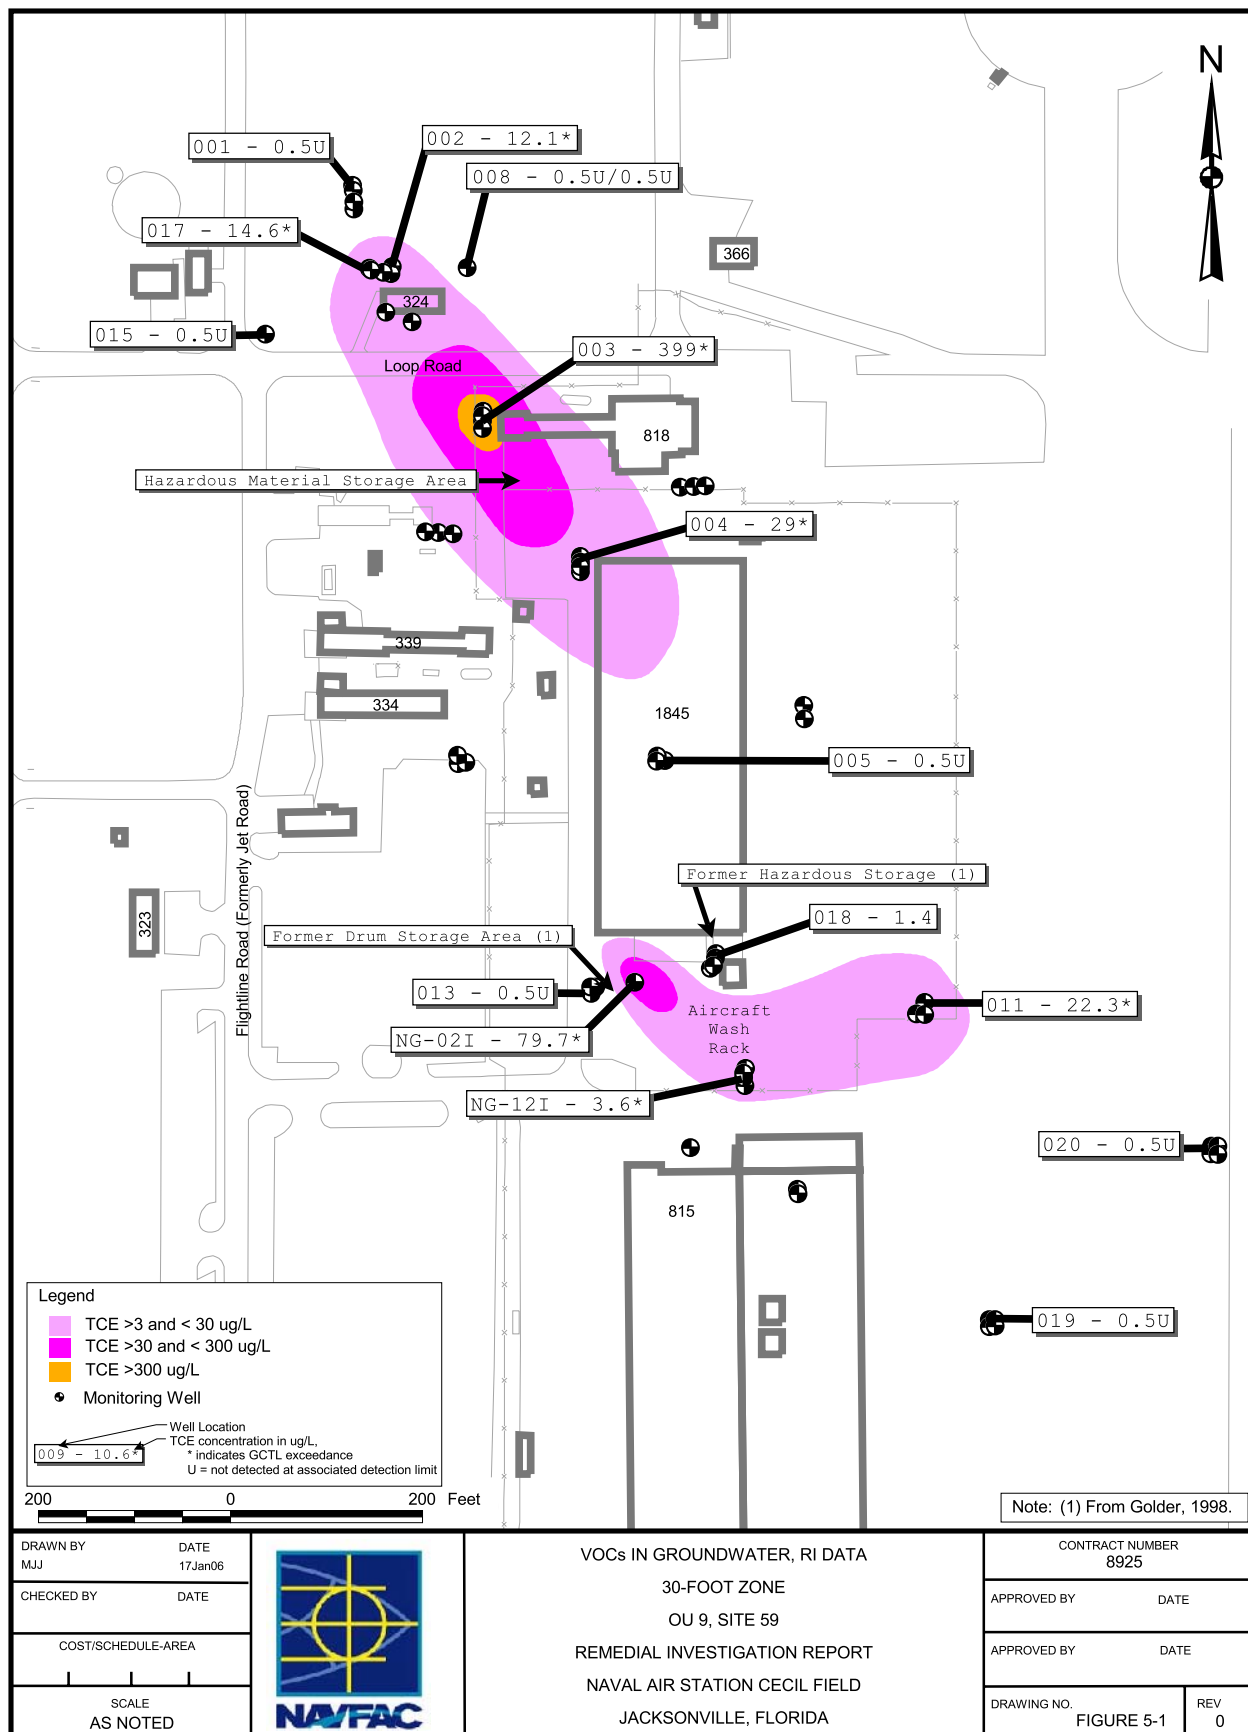 N
001 - 0.5U
002 - 12.1*
008 - 0.5U/0.5U
017 - 14.6*
366
324
015 - 0.5U
003 - 399*
Loop Road
818
Hazardous Material Storage Area
004 - 29*
339
334
1845
005 - 0.5U
Flightline Road (Formerly Jet Road)
Former Hazardous Storage (1)
323
018 - 1.4
Former Drum Storage Area (1)
013 - 0.5U
011 - 22.3*
Aircraft
Wash
Rack
NG-02I - 79.7*
NG-12I - 3.6*
020 - 0.5U
815
019 - 0.5U
Legend
TCE >3 and < 30 ug/L
TCE >30 and < 300 ug/L
TCE >300 ug/L
Monitoring Well
Well Location
TCE concentration in ug/L,
* indicates GCTL exceedance
U = not detected at associated detection limit
009 - 10.6*
200 0 200 Feet
Note: (1) From Golder, 1998.
DRAWN BY DATE
MJJ 17Jan06
CHECKED BY DATE
COST/SCHEDULE-AREA
SCALE
AS NOTED
NAVFAC
VOCs IN GROUNDWATER, RI DATA
30-FOOT ZONE
OU 9, SITE 59
REMEDIAL INVESTIGATION REPORT
NAVAL AIR STATION CECIL FIELD
JACKSONVILLE, FLORIDA
CONTRACT NUMBER
8925
APPROVED BY DATE
APPROVED BY DATE
DRAWING NO. REV
FIGURE 5-1 0